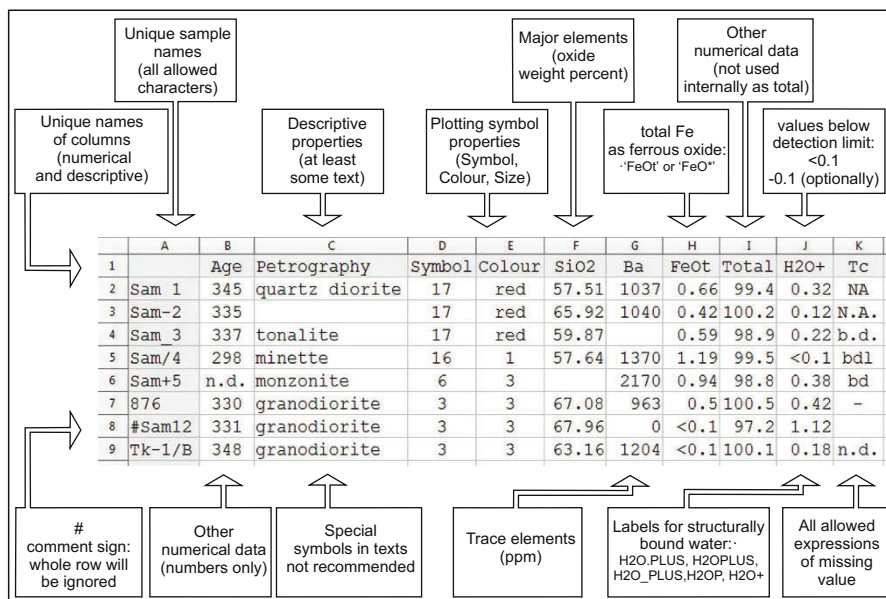 Unique sample
names
(all allowed
characters)
Major elements
(oxide
weight percent)
Other
numerical data
(not used
internally as total)
Unique names
of columns
(numerical
and descriptive)
Descriptive
properties
(at least
some text)
Plotting symbol
properties
(Symbol,
Colour, Size)
total Fe
as ferrous oxide:
·‘FeOt’ or ‘FeO*’
values below
detection limit:
<0.1
-0.1 (optionally)
A B C D E F G H I J K
1 Age Petrography Symbol Colour SiO2 Ba FeOt Total H2O+ Tc
2 Sam 1 345 quartz diorite 17 red 57.51 1037 0.66 99.4 0.32 NA
3 Sam-2 335 17 red 65.92 1040 0.42 100.2 0.12 N.A.
4 Sam_3 337 tonalite 17 red 59.87 0.59 98.9 0.22 b.d.
5 Sam/4 298 minette 16 1 57.64 1370 1.19 99.5 <0.1 bdl
6 Sam+5 n.d. monzonite 6 3 2170 0.94 98.8 0.38 bd
7 876 330 granodiorite 3 3 67.08 963 0.5 100.5 0.42 -
8 #Sam12 331 granodiorite 3 3 67.96 0 <0.1 97.2 1.12
9 Tk-1/B 348 granodiorite 3 3 63.16 1204 <0.1 100.1 0.18 n.d.
#
comment sign:
whole row will
be ignored
Other
numerical data
(numbers only)
Special
symbols in texts
not recommended
Trace elements
(ppm)
Labels for structurally
bound water:·
H2O.PLUS, H2OPLUS,
H2O_PLUS,H2OP, H2O+
All allowed
expressions
of missing
value